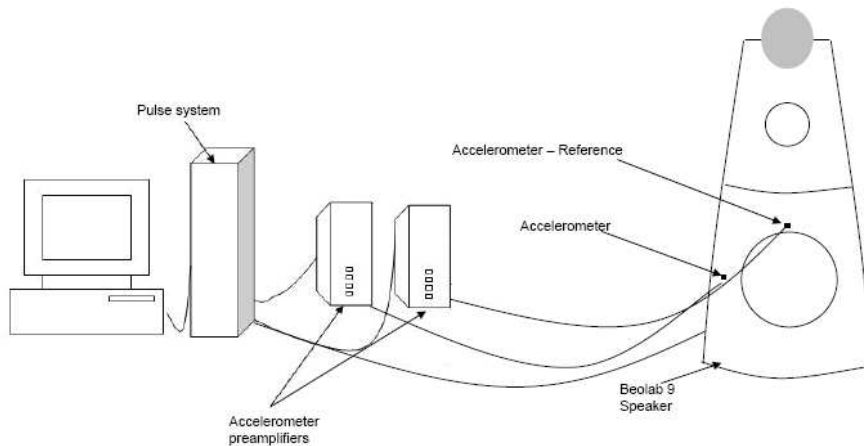 Pulse system
Accelerometer – Reference
Accelerometer
Beolab 9
Speaker
Accelerometer
preamplifiers